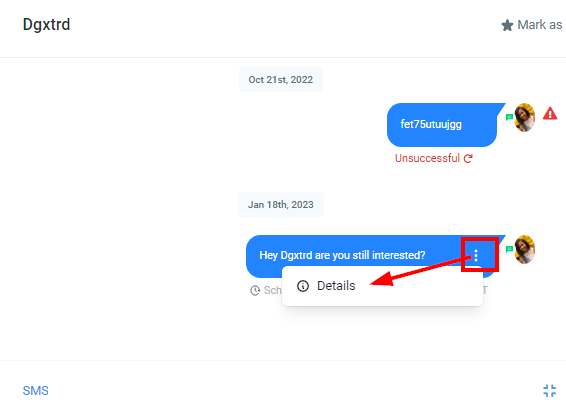 Dgxtrd
Mark as
Oct 21st, 2022
fet75utuujgg
Unsuccessful
Jan 18th, 2023
Hey Dgxtrd are you still interested?
Details
SMS